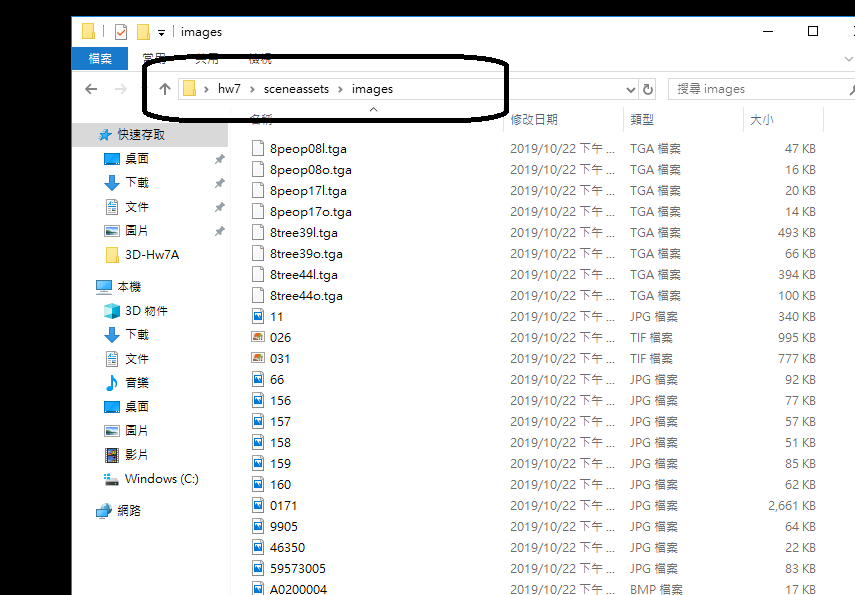 images
檔案 常用 共用 檢視
hw7 sceneassets images
搜尋 images
名稱 修改日期 類型 大小
快速存取
桌面
下載
文件
圖片
3D-Hw7A
本機
3D 物件
下載
文件
音樂
桌面
圖片
影片
Windows (C:)
網路
8peop08l.tga 2019/10/22 下午 ... TGA 檔案 47 KB
8peop08o.tga 2019/10/22 下午 ... TGA 檔案 16 KB
8peop17l.tga 2019/10/22 下午 ... TGA 檔案 20 KB
8peop17o.tga 2019/10/22 下午 ... TGA 檔案 14 KB
8tree39l.tga 2019/10/22 下午 ... TGA 檔案 493 KB
8tree39o.tga 2019/10/22 下午 ... TGA 檔案 66 KB
8tree44l.tga 2019/10/22 下午 ... TGA 檔案 394 KB
8tree44o.tga 2019/10/22 下午 ... TGA 檔案 100 KB
11 2019/10/22 下午 ... JPG 檔案 340 KB
026 2019/10/22 下午 ... TIF 檔案 995 KB
031 2019/10/22 下午 ... TIF 檔案 777 KB
66 2019/10/22 下午 ... JPG 檔案 92 KB
156 2019/10/22 下午 ... JPG 檔案 77 KB
157 2019/10/22 下午 ... JPG 檔案 57 KB
158 2019/10/22 下午 ... JPG 檔案 51 KB
159 2019/10/22 下午 ... JPG 檔案 85 KB
160 2019/10/22 下午 ... JPG 檔案 62 KB
0171 2019/10/22 下午 ... JPG 檔案 2,661 KB
9905 2019/10/22 下午 ... JPG 檔案 64 KB
46350 2019/10/22 下午 ... JPG 檔案 22 KB
59573005 2019/10/22 下午 ... JPG 檔案 83 KB
A0200004 2019/10/22 下午 ... BMP 檔案 17 KB